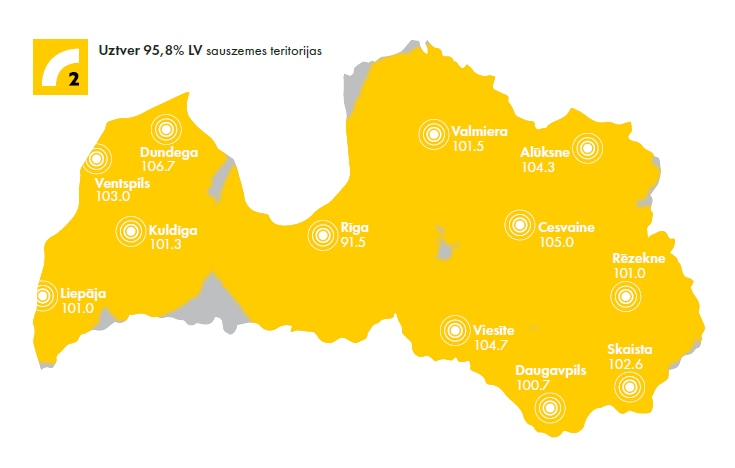 2
Uztver 95,8% LV sauszemes teritorijas
Dundega
106.7
Ventspils
103.0
Kuldīga
101.3
Liepāja
101.0
Rīga
91.5
Valmiera
101.5
Alūksne
104.3
Cesvaine
105.0
Rēzekne
101.0
Viesīte
104.7
Skaista
102.6
Daugavpils
100.7